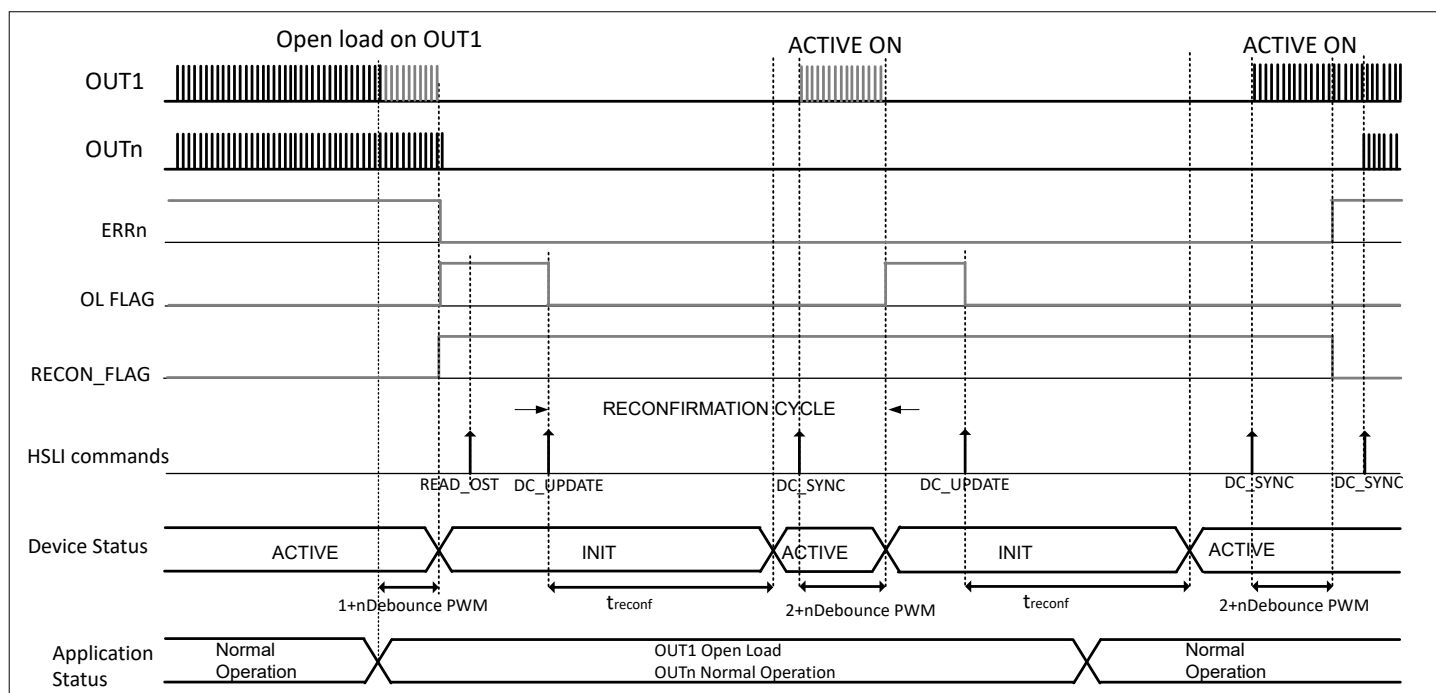 Open load on OUT1
ACTIVE ON
ACTIVE ON
OUT1
OUTn
ERRn
OL FLAG
RECON_FLAG
RECONFIRMATION CYCLE
HSLI commands
READ_OST
DC_UPDATE
DC_SYNC
DC_UPDATE
DC_SYNC
DC_SYNC
Device Status
ACTIVE
INIT
ACTIVE
INIT
ACTIVE
1+nDebounce PWM
treconf
2+nDebounce PWM
treconf
2+nDebounce PWM
Application
Status
Normal
Operation
OUT1 Open Load
OUTn Normal Operation
Normal
Operation